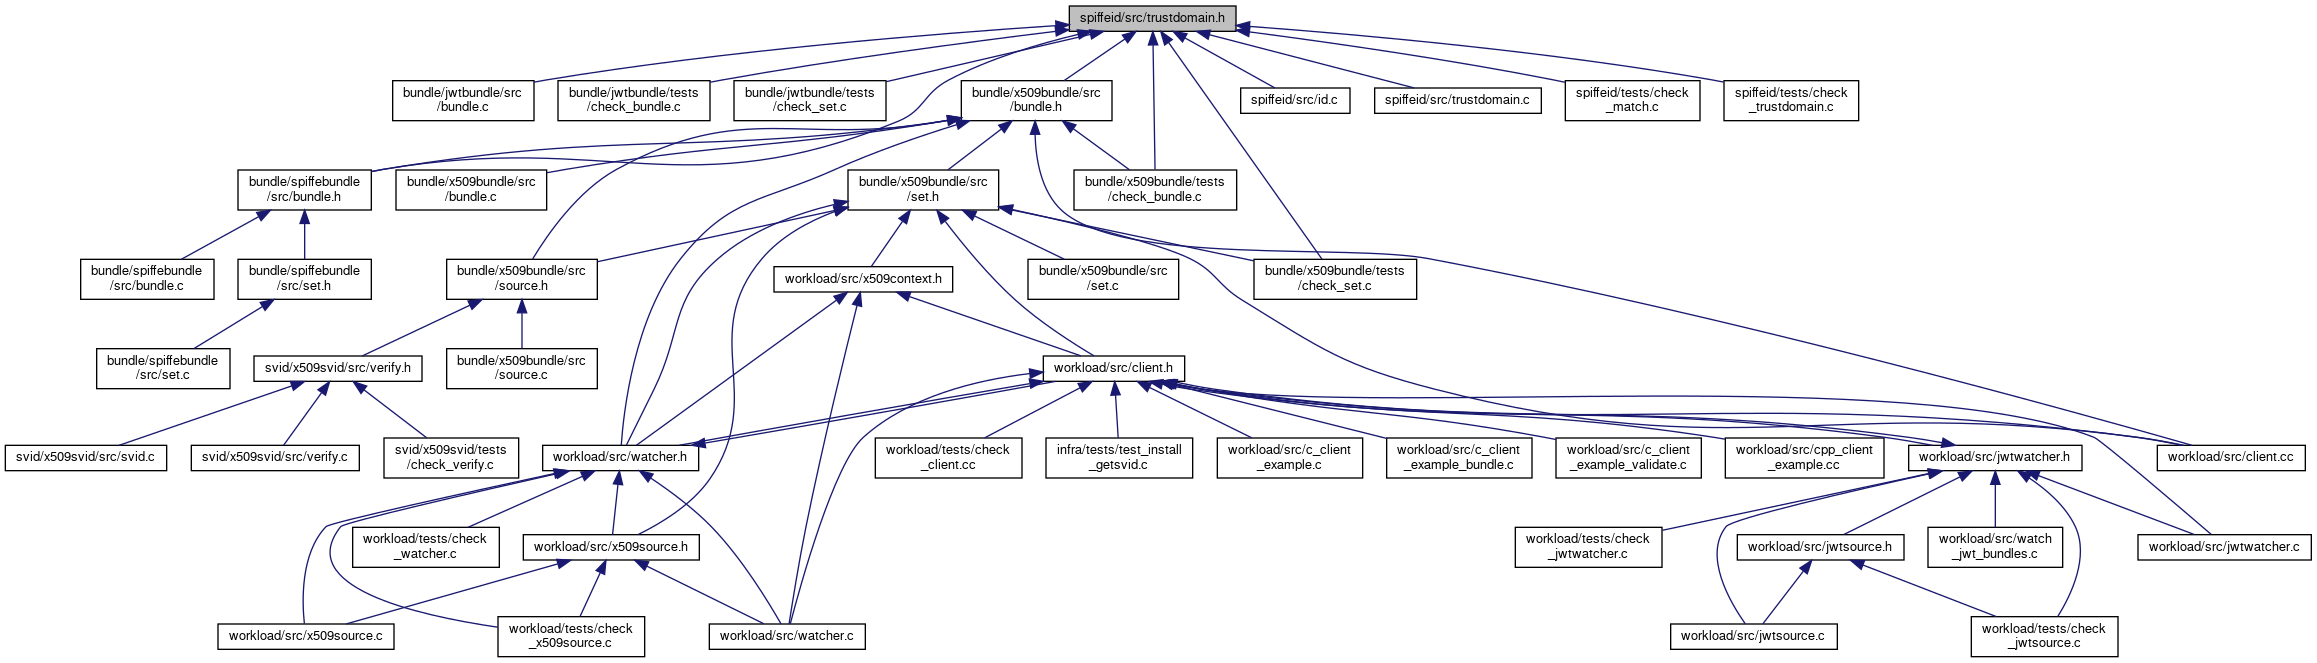 spiffeid/src/trustdomain.h
bundle/jwtbundle/src
/bundle.c
bundle/jwtbundle/tests
/check_bundle.c
bundle/jwtbundle/tests
/check_set.c
bundle/x509bundle/src
/bundle.h
spiffeid/src/id.c
spiffeid/src/trustdomain.c
spiffeid/tests/check
_match.c
spiffeid/tests/check
_trustdomain.c
bundle/spiffebundle
/src/bundle.h
bundle/x509bundle/src
/bundle.c
bundle/x509bundle/src
/set.h
bundle/x509bundle/tests
/check_bundle.c
bundle/spiffebundle
/src/bundle.c
bundle/spiffebundle
/src/set.h
bundle/x509bundle/src
/source.h
workload/src/x509context.h
bundle/x509bundle/src
/set.c
bundle/x509bundle/tests
/check_set.c
bundle/spiffebundle
/src/set.c
svid/x509svid/src/verify.h
bundle/x509bundle/src
/source.c
workload/src/client.h
svid/x509svid/src/svid.c
svid/x509svid/src/verify.c
svid/x509svid/tests
/check_verify.c
workload/src/watcher.h
workload/tests/check
_client.cc
infra/tests/test_install
_getsvid.c
workload/src/c_client
_example.c
workload/src/c_client
_example_bundle.c
workload/src/c_client
_example_validate.c
workload/src/cpp_client
_example.cc
workload/src/jwtwatcher.h
workload/src/client.cc
workload/tests/check
_watcher.c
workload/src/x509source.h
workload/tests/check
_jwtwatcher.c
workload/src/jwtsource.h
workload/src/watch
_jwt_bundles.c
workload/src/jwtwatcher.c
workload/src/x509source.c
workload/tests/check
_x509source.c
workload/src/watcher.c
workload/src/jwtsource.c
workload/tests/check
_jwtsource.c